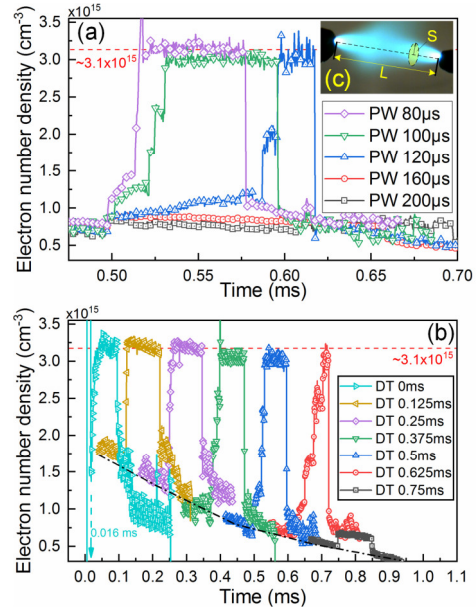 (a)
(c)
S
L
Electron number density (cm⁻³)
3.5 x10¹⁵
~3.1x10¹⁵
3.0
2.5
2.0
1.5
1.0
0.5
PW 80μs
PW 100μs
PW 120μs
PW 160μs
PW 200μs
0.50 0.55 0.60 0.65 0.70
Time (ms)
(b)
Electron number density (cm⁻³)
3.5 x10¹⁵
~3.1x10¹⁵
3.0
2.5
2.0
1.5
1.0
0.5
DT 0ms
DT 0.125ms
DT 0.25ms
DT 0.375ms
DT 0.5ms
DT 0.625ms
DT 0.75ms
0.016 ms
0.0 0.1 0.2 0.3 0.4 0.5 0.6 0.7 0.8 0.9 1.0 1.1
Time (ms)